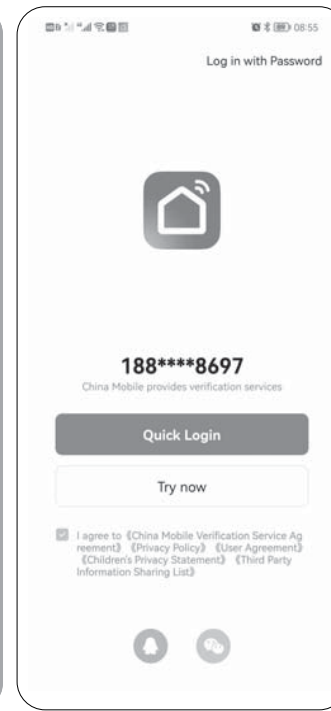 08:55
Log in with Password
188****8697
China Mobile provides verification services
Quick Login
Try now
I agree to《China Mobile Verification Service Ag
reement》《Privacy Policy》《User Agreement》
《Children's Privacy Statement》《Third Party
Information Sharing List》